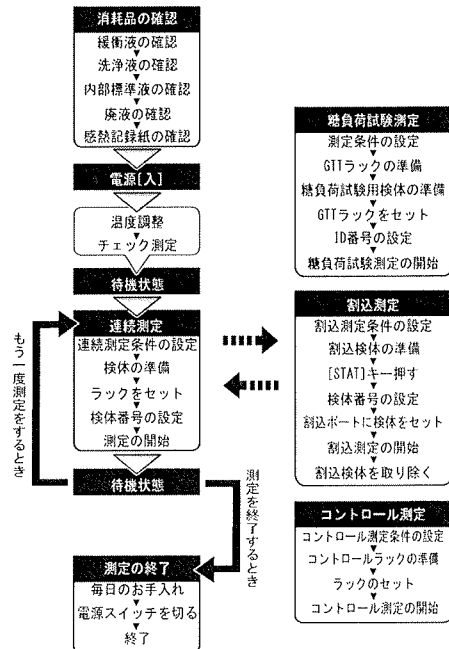 消耗品の確認
緩衝液の確認
洗浄液の確認
内部標準液の確認
廃液の確認
感熱記録紙の確認
電源[入]
温度調整
チェック測定
待機状態
連続測定
連続測定条件の設定
検体の準備
ラックをセット
検体番号の設定
測定の開始
待機状態
もう一度測定をするとき
測定を終了するとき
測定の終了
毎日のお手入れ
電源スイッチを切る
終了
糖負荷試験測定
測定条件の設定
GTTラックの準備
糖負荷試験用検体の準備
GTTラックをセット
ID番号の設定
糖負荷試験測定の開始
割込測定
割込測定条件の設定
割込検体の準備
[STAT]キー押す
検体番号の設定
割込ポートに検体をセット
割込測定の開始
割込検体を取り除く
コントロール測定
コントロール測定条件の設定
コントロールラックの準備
ラックのセット
コントロール測定の開始